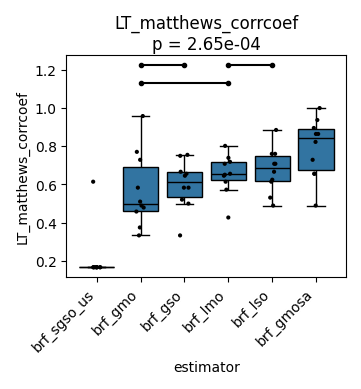 LT_matthews_corrcoef
p = 2.65e-04
LT_matthews_corrcoef
1.2
1.0
0.8
0.6
0.4
0.2
brf_sgso_us
brf_gmo
brf_gso
brf_lmo
brf_lso
brf_gmosa
estimator